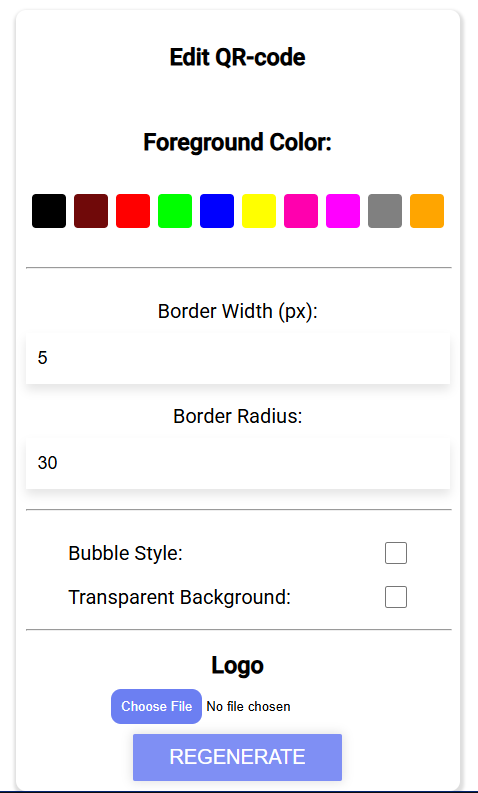 Edit QR-code
Foreground Color:
Border Width (px):
5
Border Radius:
30
Bubble Style:
Transparent Background:
Logo
Choose File No file chosen
REGENERATE